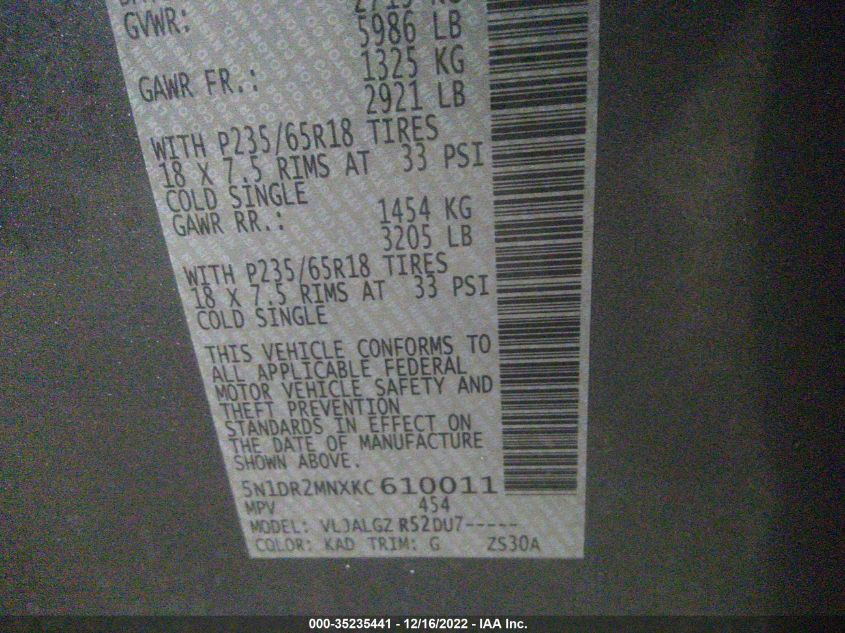 GVWR:
5986 LB
GAWR FR.: 1325 KG
2921 LB
WITH P235/65R18 TIRES
18 X 7.5 RIMS AT 33 PSI
COLD SINGLE
GAWR RR.: 1454 KG
3205 LB
WITH P235/65R18 TIRES
18 X 7.5 RIMS AT 33 PSI
COLD SINGLE
THIS VEHICLE CONFORMS TO
ALL APPLICABLE FEDERAL
MOTOR VEHICLE SAFETY AND
THEFT PREVENTION
STANDARDS IN EFFECT ON
THE DATE OF MANUFACTURE
SHOWN ABOVE.
5N1DR2MNXKC610011
MPV 454
MODEL: VLJALGZ R52DU7-----
COLOR: KAD TRIM: G ZS30A
000-35235441 - 12/16/2022 - IAA Inc.